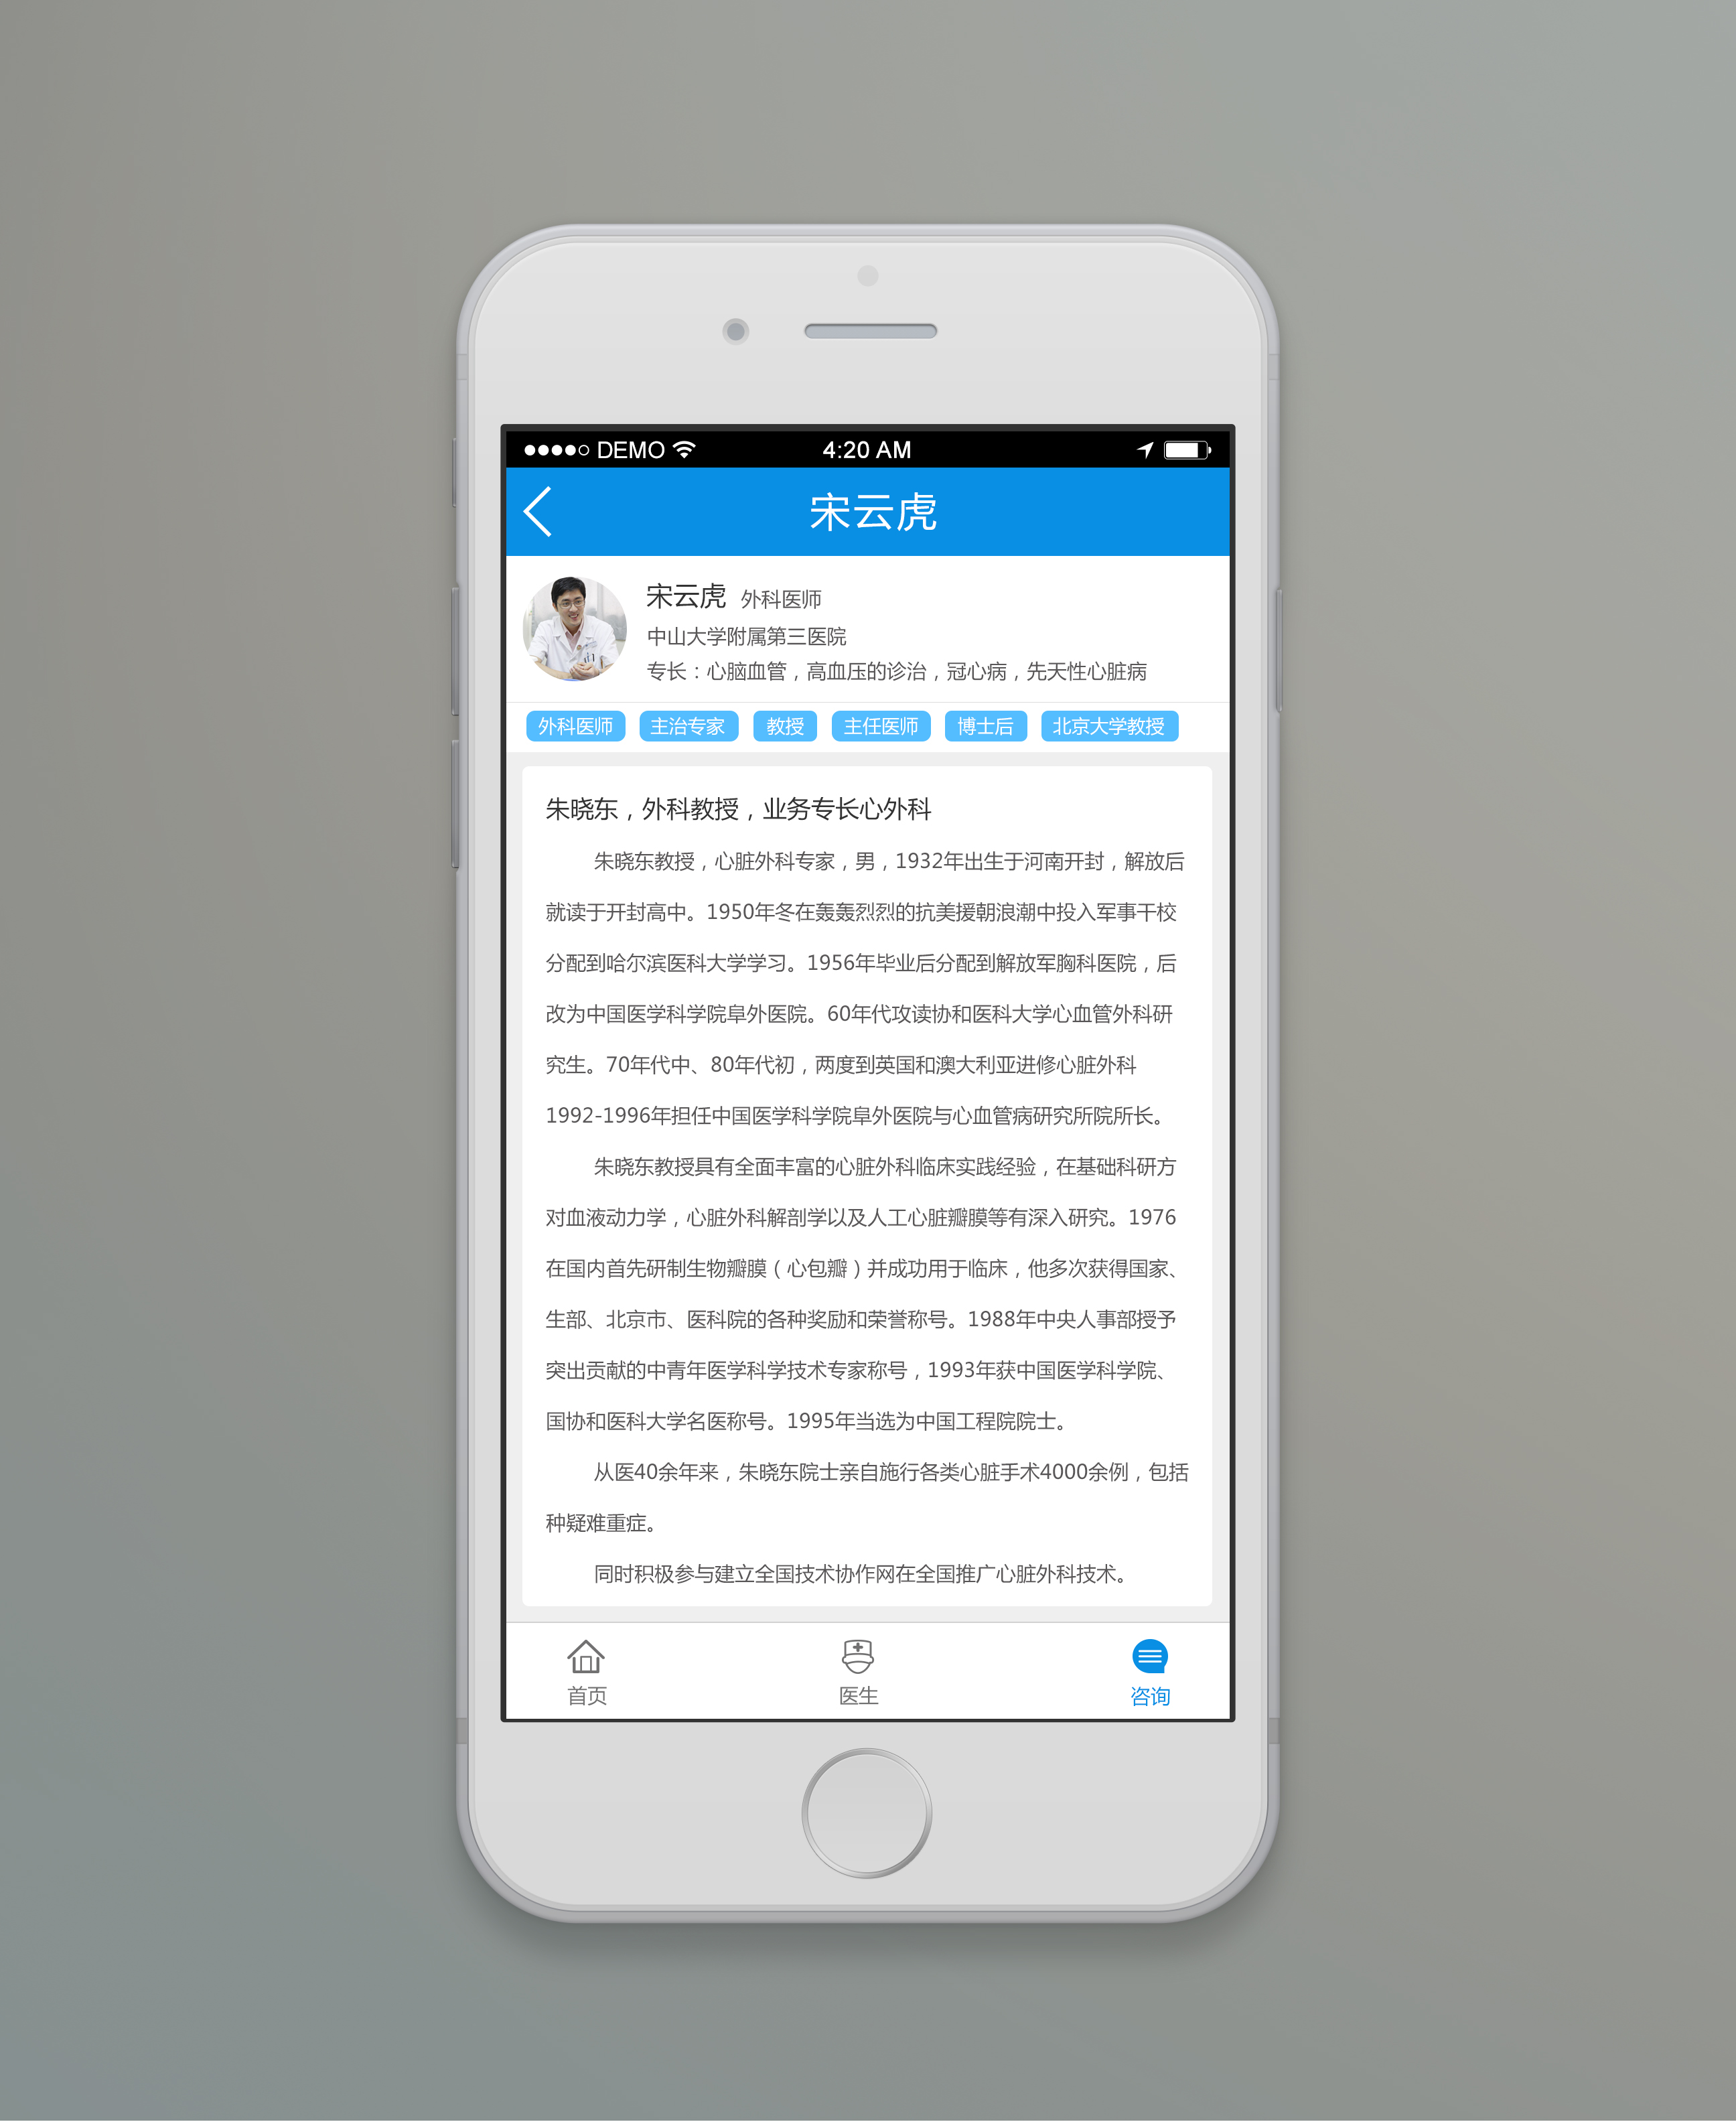 DEMO 4:20 AM
宋云虎
宋云虎 外科医师
中山大学附属第三医院
专长：心脑血管，高血压的诊治，冠心病，先天性心脏病
外科医师 主治专家 教授 主任医师 博士后 北京大学教授
朱晓东，外科教授，业务专长心外科
朱晓东教授，心脏外科专家，男，1932年出生于河南开封，解放后
就读于开封高中。1950年冬在轰轰烈烈的抗美援朝浪潮中投入军事干校
分配到哈尔滨医科大学学习。1956年毕业后分配到解放军胸科医院，后
改为中国医学科学院阜外医院。60年代攻读协和医科大学心血管外科研
究生。70年代中、80年代初，两度到英国和澳大利亚进修心脏外科
1992-1996年担任中国医学科学院阜外医院与心血管病研究所院所长。
朱晓东教授具有全面丰富的心脏外科临床实践经验，在基础科研方
对血液动力学，心脏外科解剖学以及人工心脏瓣膜等有深入研究。1976
在国内首先研制生物瓣膜（心包瓣）并成功用于临床，他多次获得国家、
生部、北京市、医科院的各种奖励和荣誉称号。1988年中央人事部授予
突出贡献的中青年医学科学技术专家称号，1993年获中国医学科学院、
国协和医科大学名医称号。1995年当选为中国工程院院士。
从医40余年来，朱晓东院士亲自施行各类心脏手术4000余例，包括
种疑难重症。
同时积极参与建立全国技术协作网在全国推广心脏外科技术。
首页 医生 咨询